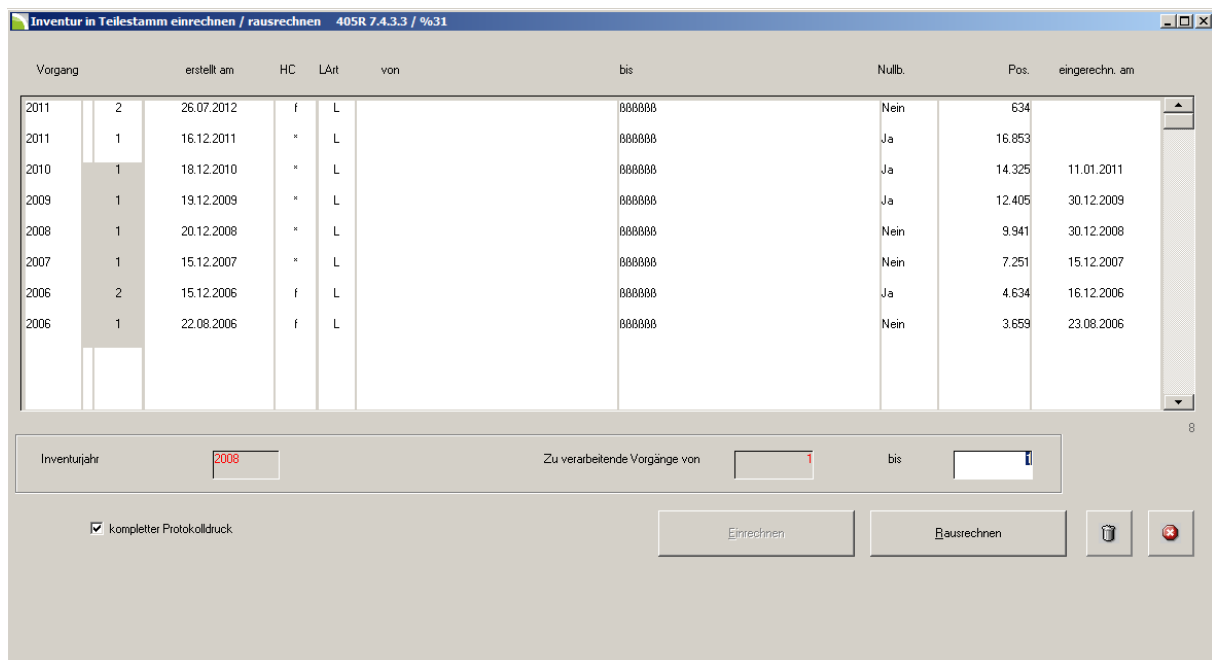 Inventur in Teilestamm einrechnen / rausrechnen 405R 7.4.3.3 / %31
Vorgang erstellt am HC LArt von bis Nullb. Pos. eingerechn. am
2011 2 26.07.2012 f L ßßßßßß Nein 634
2011 1 16.12.2011 * L ßßßßßß Ja 16.853
2010 1 18.12.2010 * L ßßßßßß Ja 14.325 11.01.2011
2009 1 19.12.2009 * L ßßßßßß Ja 12.405 30.12.2009
2008 1 20.12.2008 * L ßßßßßß Nein 9.941 30.12.2008
2007 1 15.12.2007 * L ßßßßßß Nein 7.251 15.12.2007
2006 2 15.12.2006 f L ßßßßßß Ja 4.634 16.12.2006
2006 1 22.08.2006 f L ßßßßßß Nein 3.659 23.08.2006
8
Inventurjahr 2008 Zu verarbeitende Vorgänge von 1 bis 1
kompletter Protokolldruck Einrechnen Rausrechnen